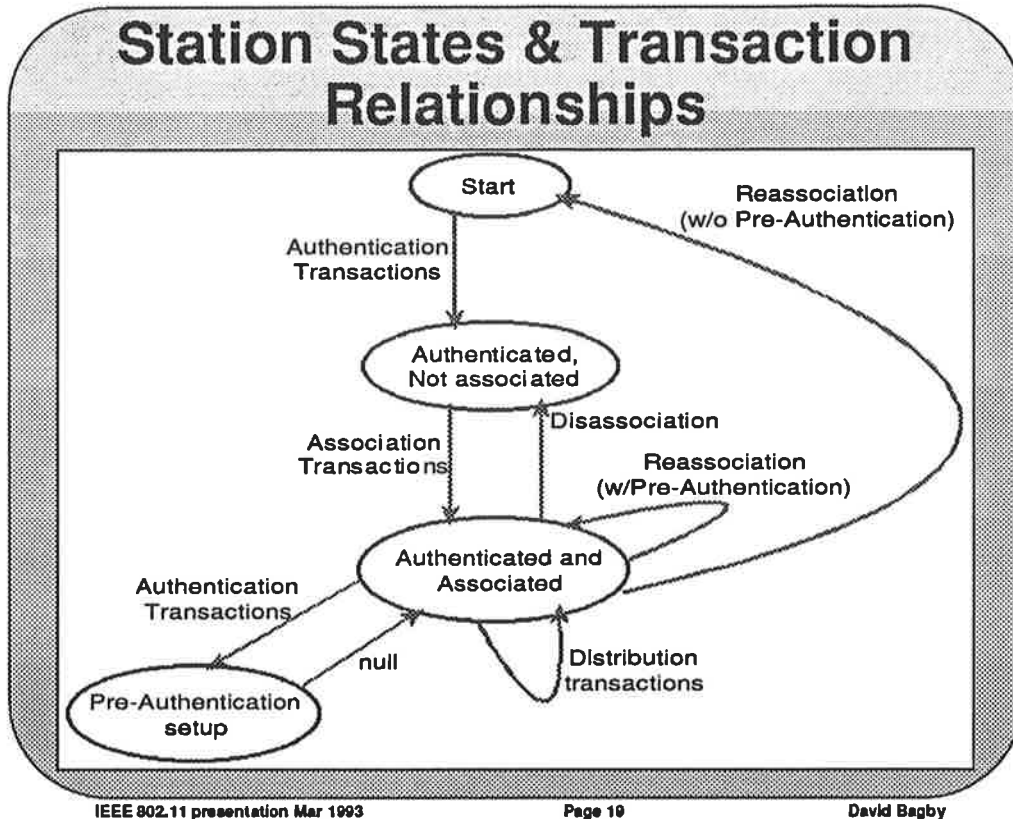 Station States & Transaction
Relationships
Start
Reassociation
(w/o Pre-Authentication)
Authentication
Transactions
Authenticated,
Not associated
Association
Transactions
Disassociation
Reassociation
(w/Pre-Authentication)
Authenticated and
Associated
Authentication
Transactions
null
Distribution
transactions
Pre-Authentication
setup
IEEE 802.11 presentation Mar 1993
Page 19
David Bagby